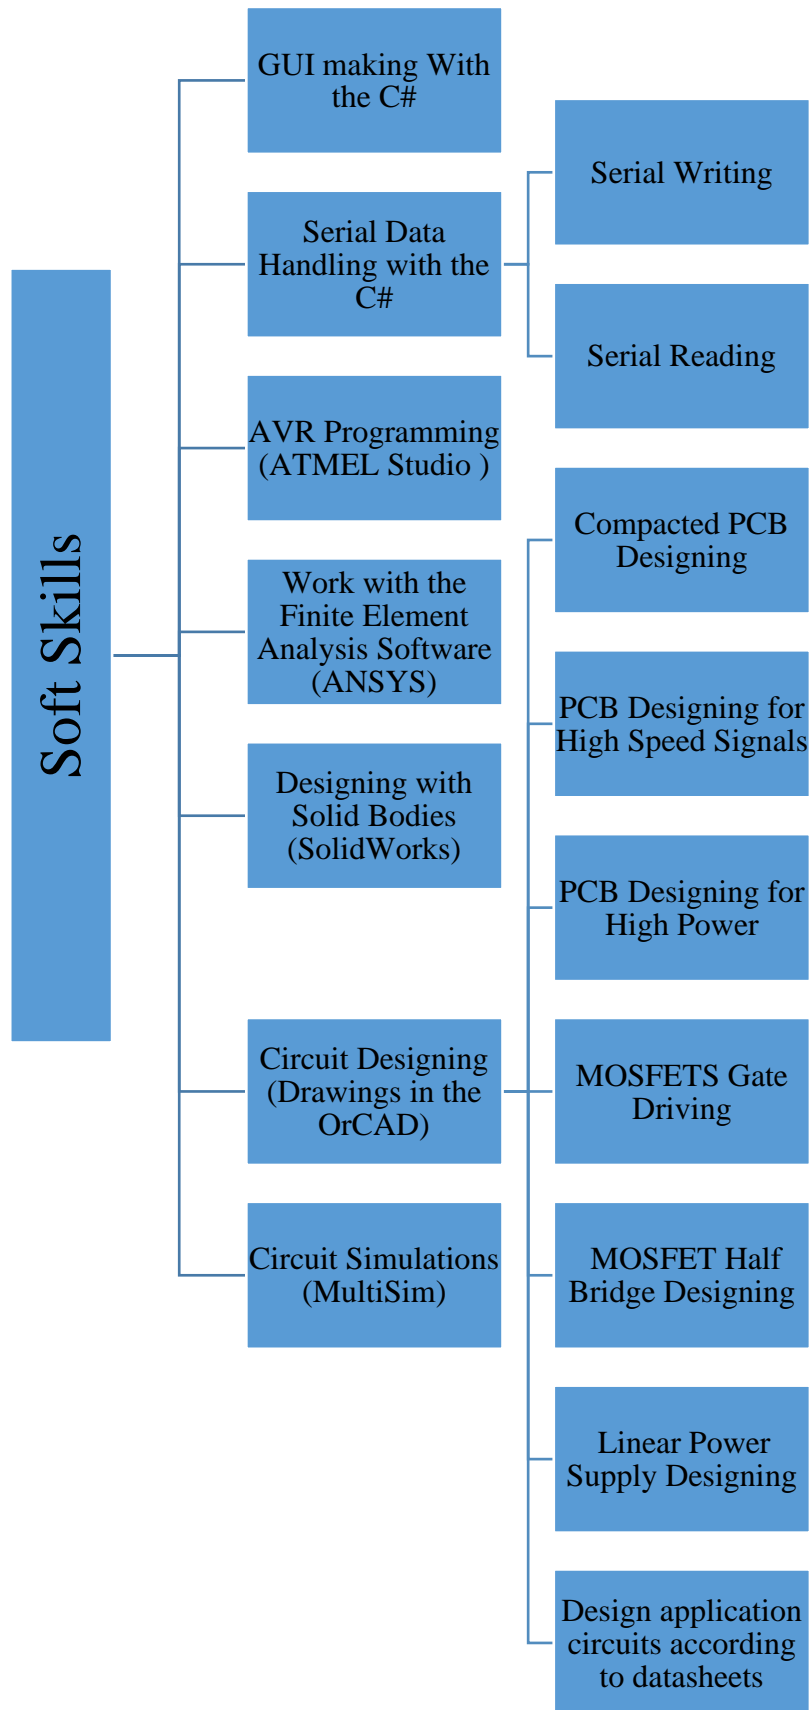 Soft Skills
GUI making With
the C#
Serial Data
Handling with the
C#
Serial Writing
Serial Reading
AVR Programming
(ATMEL Studio )
Work with the
Finite Element
Analysis Software
(ANSYS)
Designing with
Solid Bodies
(SolidWorks)
Circuit Designing
(Drawings in the
OrCAD)
Compacted PCB
Designing
PCB Designing for
High Speed Signals
PCB Designing for
High Power
MOSFETS Gate
Driving
MOSFET Half
Bridge Designing
Linear Power
Supply Designing
Design application
circuits according
to datasheets
Circuit Simulations
(MultiSim)